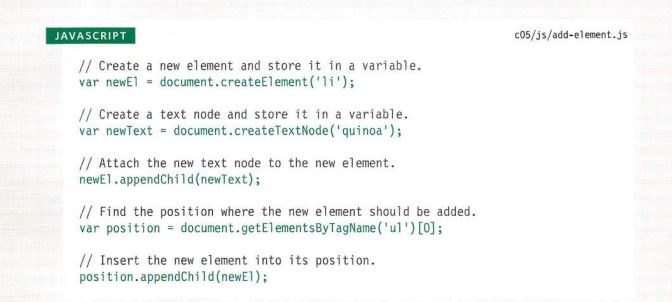 JAVASCRIPT
c05/js/add-element.js
// Create a new element and store it in a variable.
var newEl = document.createElement('li');
// Create a text node and store it in a variable.
var newText = document.createTextNode('quinoa');
// Attach the new text node to the new element.
newEl.appendChild(newText);
// Find the position where the new element should be added.
var position = document.getElementsByTagName('ul')[0];
// Insert the new element into its position.
position.appendChild(newEl);